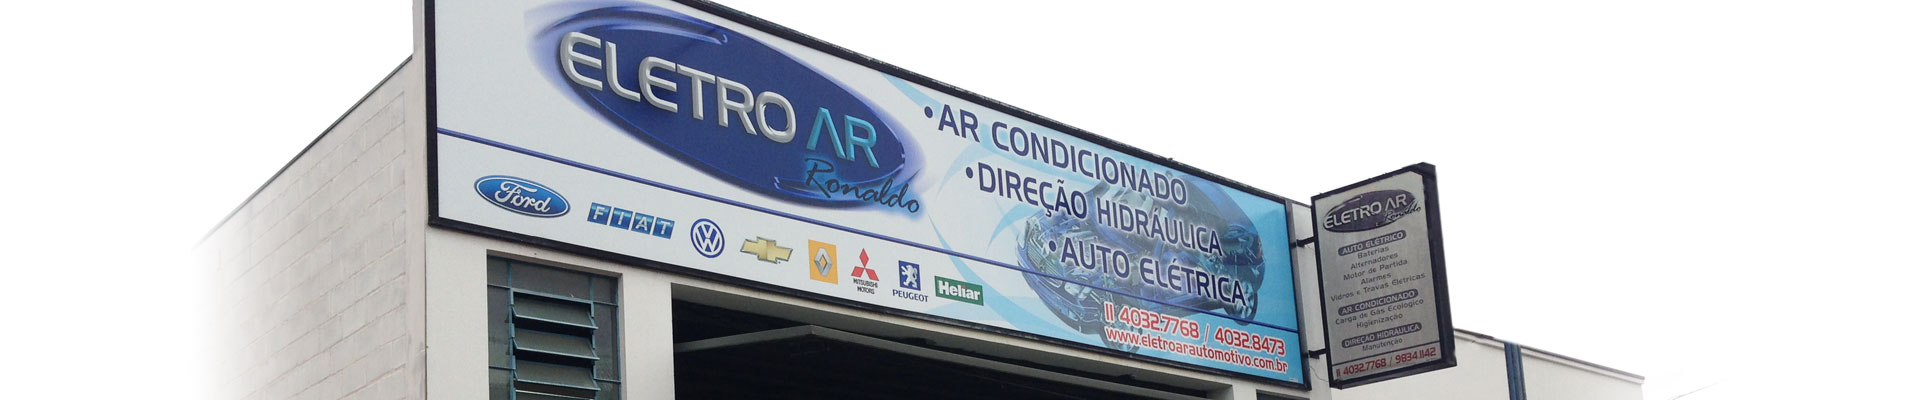 ELETRO AR
Ronaldo
• AR CONDICIONADO
• DIREÇÃO HIDRÁULICA
• AUTO ELÉTRICA
Ford
FIAT
MITSUBISHI
MOTORS
PEUGEOT
Heliar
11 4032.7768 / 4032.8473
www.eletroarautomotivo.com.br
ELETRO AR
Ronaldo
AUTO ELÉTRICO
Baterias
Alternadores
Motor de Partida
Alarmes
Vidros e Travas Elétricas
AR CONDICIONADO
Carga de Gás Ecológico
Higienização
DIREÇÃO HIDRÁULICA
Manutenção
11 4032.7768 / 9834.1142